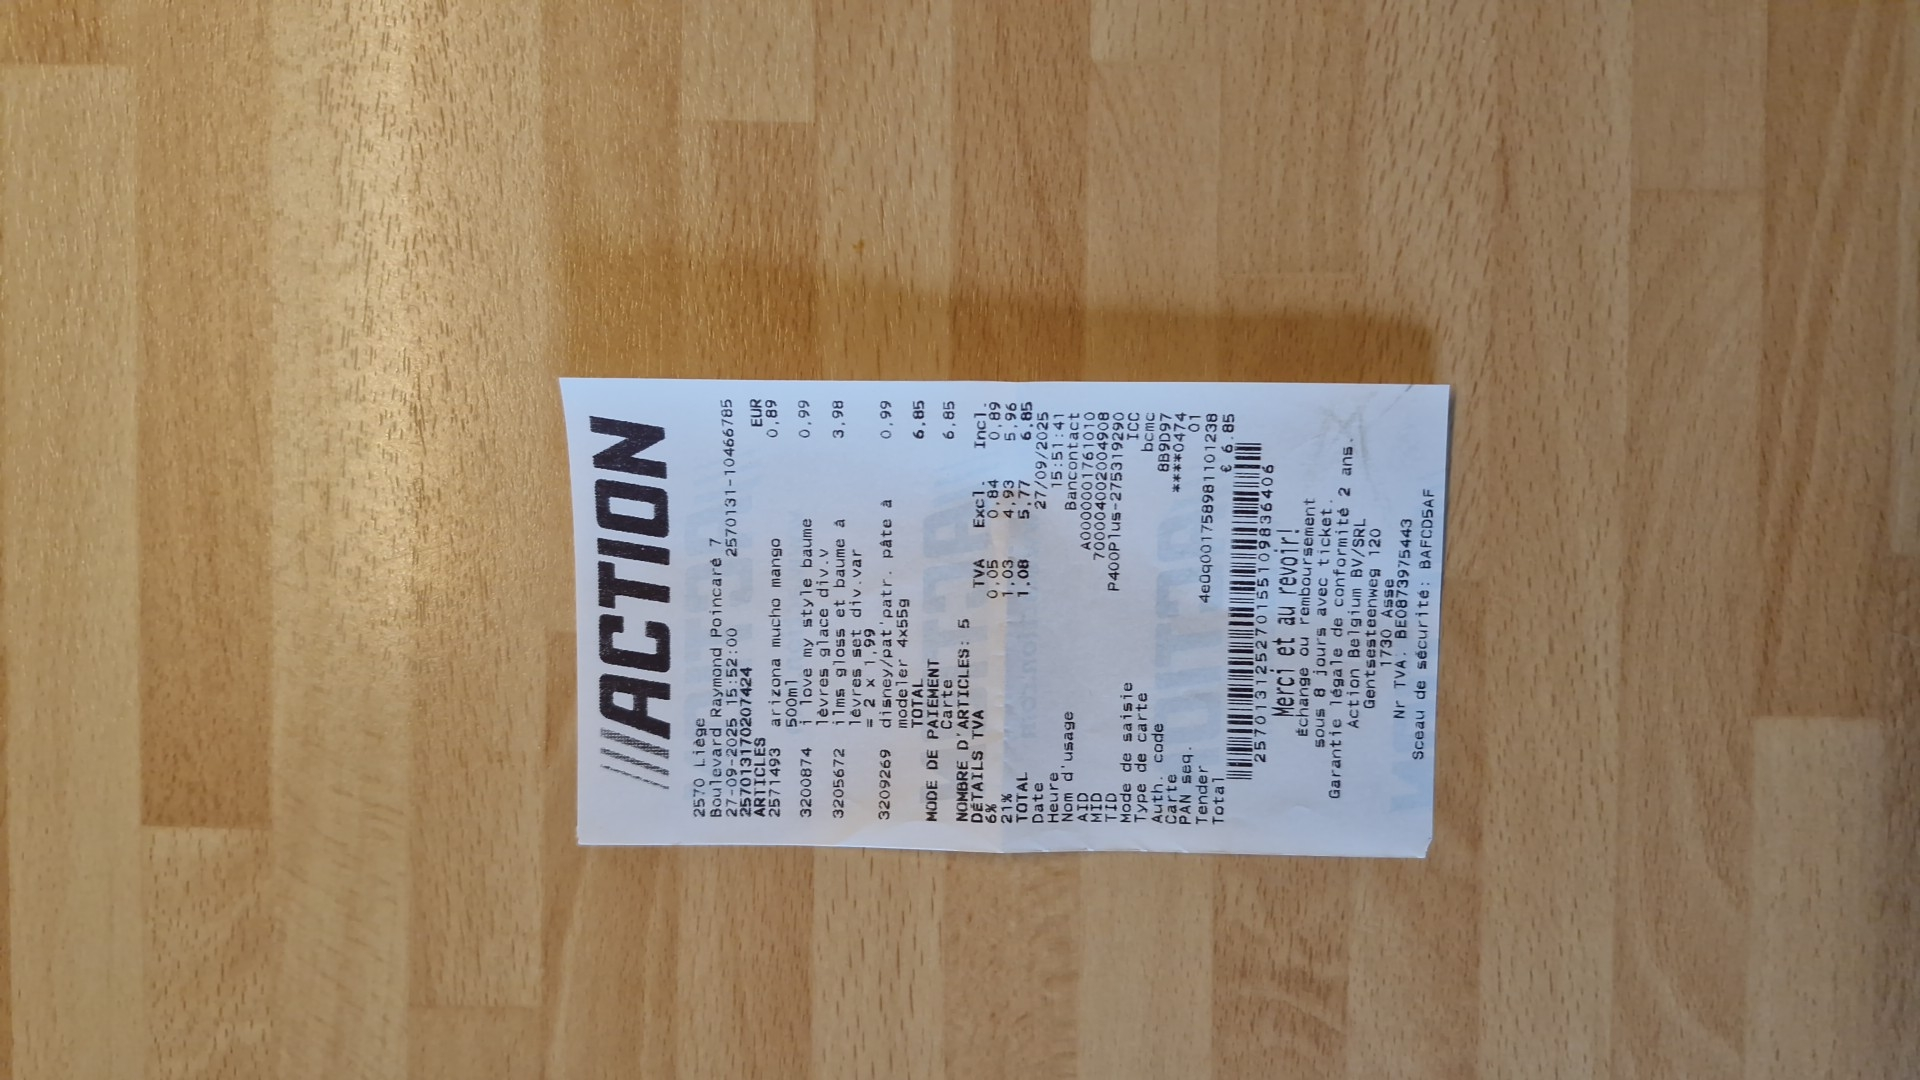 ///ACTION
2570 Liège
Boulevard Raymond Poincaré 7
27-09-2025 15:52:00 2570131-10466785
257013170207424
ARTICLES EUR
2571493 arizona mucho mango 0,89
500ml
3200874 i love my style baume 0,99
lèvres glace div.v
3205672 ilms gloss et baume à 3,98
lèvres set div.var
= 2 x 1,99
3209269 disney/pat'patr. pâte à 0,99
modeler 4x55g
TOTAL 6,85
MODE DE PAIEMENT
Carte 6,85
NOMBRE D'ARTICLES: 5
DÉTAILS TVA TVA Excl. Incl.
6% 0,05 0,84 0,89
21% 1,03 4,93 5,96
TOTAL 1,08 5,77 6,85
Date 27/09/2025
Heure 15:51:41
Nom d'usage Bancontact
AID A0000001761010
MID 700004002004908
TID P400Plus-275319290
Mode de saisie ICC
Type de carte bcmc
Auth. code 8B9D97
Carte ****0474
PAN seq. 01
Tender 4eUq001758981101238
Total € 6.85
2570131252701551098364​06
Merci et au revoir!
Échange ou remboursement
sous 8 jours avec ticket.
Garantie légale de conformité 2 ans.
Action Belgium BV/SRL
Gentsesteenweg 120
1730 Asse
Nr TVA: BE0873975443
Sceau de sécurité: BAFCD5AF